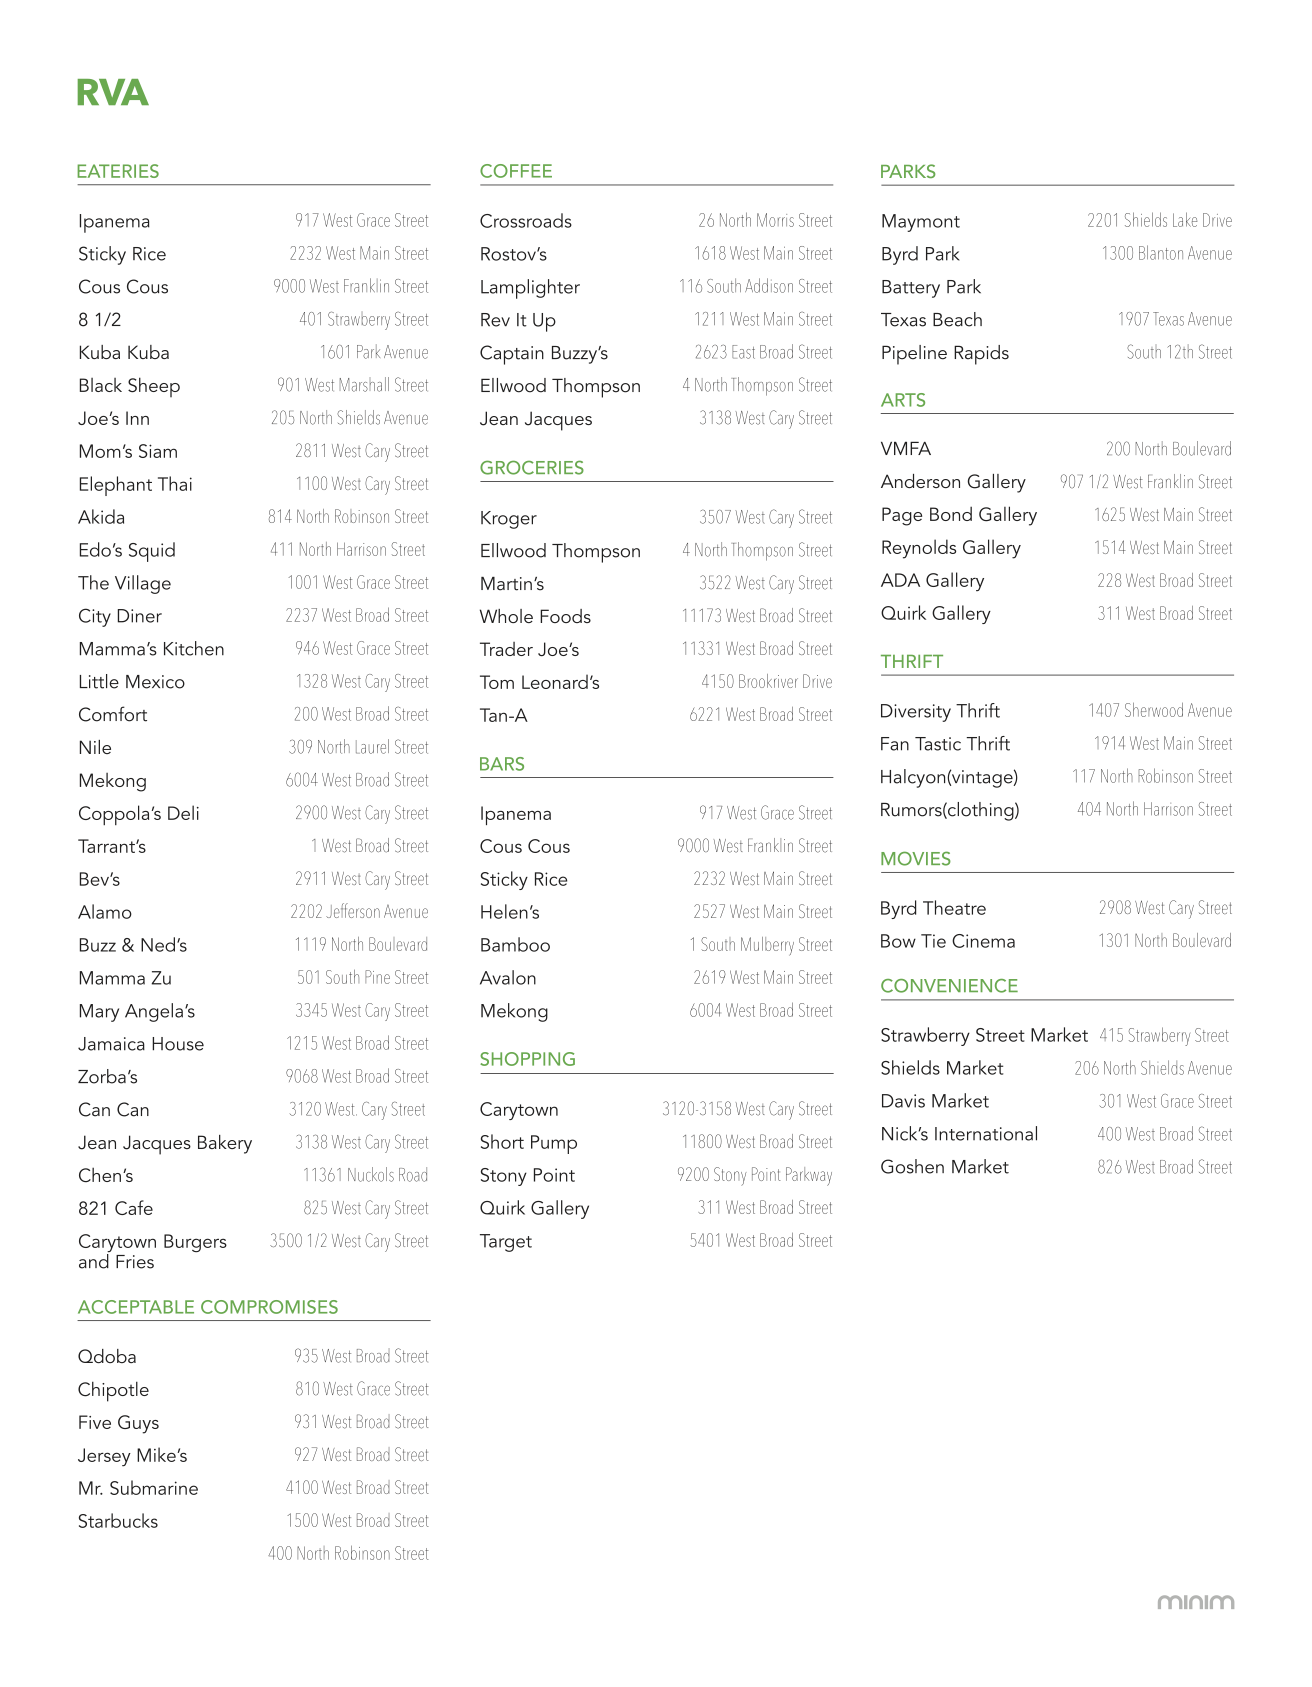 RVA
EATERIES
Ipanema 917 West Grace Street
Sticky Rice 2232 West Main Street
Cous Cous 9000 West Franklin Street
8 1/2 401 Strawberry Street
Kuba Kuba 1601 Park Avenue
Black Sheep 901 West Marshall Street
Joe’s Inn 205 North Shields Avenue
Mom’s Siam 2811 West Cary Street
Elephant Thai 1100 West Cary Street
Akida 814 North Robinson Street
Edo’s Squid 411 North Harrison Street
The Village 1001 West Grace Street
City Diner 2237 West Broad Street
Mamma’s Kitchen 946 West Grace Street
Little Mexico 1328 West Cary Street
Comfort 200 West Broad Street
Nile 309 North Laurel Street
Mekong 6004 West Broad Street
Coppola’s Deli 2900 West Cary Street
Tarrant’s 1 West Broad Street
Bev’s 2911 West Cary Street
Alamo 2202 Jefferson Avenue
Buzz & Ned’s 1119 North Boulevard
Mamma Zu 501 South Pine Street
Mary Angela’s 3345 West Cary Street
Jamaica House 1215 West Broad Street
Zorba’s 9068 West Broad Street
Can Can 3120 West. Cary Street
Jean Jacques Bakery 3138 West Cary Street
Chen’s 11361 Nuckols Road
821 Cafe 825 West Cary Street
Carytown Burgers 3500 1/2 West Cary Street
and Fries
ACCEPTABLE COMPROMISES
Qdoba 935 West Broad Street
Chipotle 810 West Grace Street
Five Guys 931 West Broad Street
Jersey Mike’s 927 West Broad Street
Mr. Submarine 4100 West Broad Street
Starbucks 1500 West Broad Street
400 North Robinson Street
COFFEE
Crossroads 26 North Morris Street
Rostov’s 1618 West Main Street
Lamplighter 116 South Addison Street
Rev It Up 1211 West Main Street
Captain Buzzy’s 2623 East Broad Street
Ellwood Thompson 4 North Thompson Street
Jean Jacques 3138 West Cary Street
GROCERIES
Kroger 3507 West Cary Street
Ellwood Thompson 4 North Thompson Street
Martin’s 3522 West Cary Street
Whole Foods 11173 West Broad Street
Trader Joe’s 11331 West Broad Street
Tom Leonard’s 4150 Brookriver Drive
Tan-A 6221 West Broad Street
BARS
Ipanema 917 West Grace Street
Cous Cous 9000 West Franklin Street
Sticky Rice 2232 West Main Street
Helen’s 2527 West Main Street
Bamboo 1 South Mulberry Street
Avalon 2619 West Main Street
Mekong 6004 West Broad Street
SHOPPING
Carytown 3120-3158 West Cary Street
Short Pump 11800 West Broad Street
Stony Point 9200 Stony Point Parkway
Quirk Gallery 311 West Broad Street
Target 5401 West Broad Street
PARKS
Maymont 2201 Shields Lake Drive
Byrd Park 1300 Blanton Avenue
Battery Park
Texas Beach 1907 Texas Avenue
Pipeline Rapids South 12th Street
ARTS
VMFA 200 North Boulevard
Anderson Gallery 907 1/2 West Franklin Street
Page Bond Gallery 1625 West Main Street
Reynolds Gallery 1514 West Main Street
ADA Gallery 228 West Broad Street
Quirk Gallery 311 West Broad Street
THRIFT
Diversity Thrift 1407 Sherwood Avenue
Fan Tastic Thrift 1914 West Main Street
Halcyon(vintage) 117 North Robinson Street
Rumors(clothing) 404 North Harrison Street
MOVIES
Byrd Theatre 2908 West Cary Street
Bow Tie Cinema 1301 North Boulevard
CONVENIENCE
Strawberry Street Market 415 Strawberry Street
Shields Market 206 North Shields Avenue
Davis Market 301 West Grace Street
Nick’s International 400 West Broad Street
Goshen Market 826 West Broad Street
minim